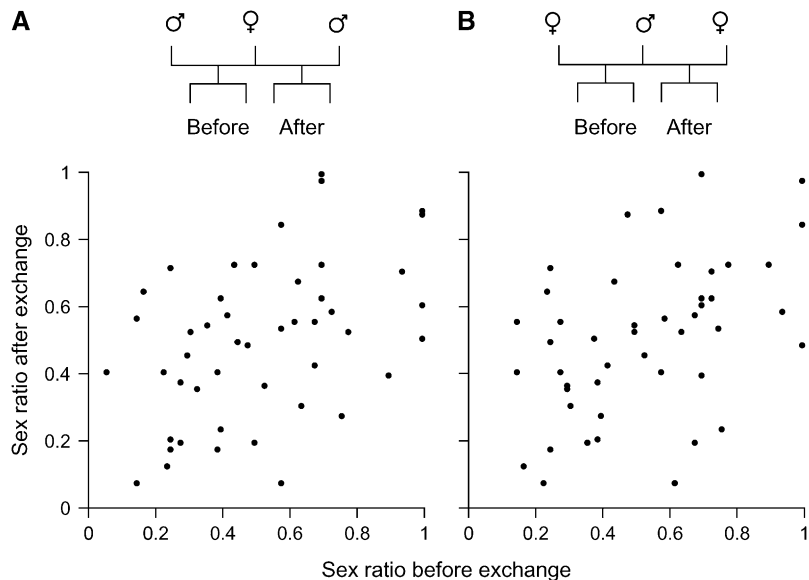 A
♂ ♀ ♂
Before After
B
♀ ♂ ♀
Before After
Sex ratio after exchange
1
0.8
0.6
0.4
0.2
0
0 0.2 0.4 0.6 0.8 1
0 0.2 0.4 0.6 0.8 1
Sex ratio before exchange